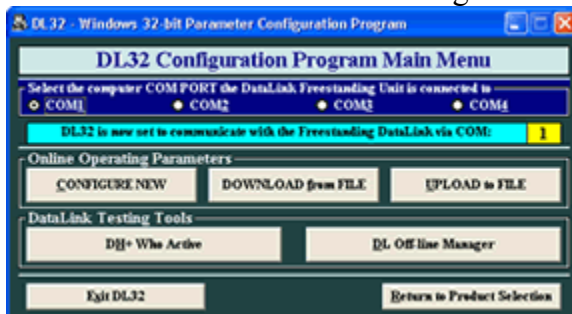 DL32 - Windows 32-bit Parameter Configuration Program
DL32 Configuration Program Main Menu
Select the computer COM PORT the DataLink Freestanding Unit is connected to
COM1 COM2 COM3 COM4
DL32 is now set to communicate with the Freestanding DataLink via COM: 1
Online Operating Parameters
CONFIGURE NEW DOWNLOAD from FILE UPLOAD to FILE
DataLink Testing Tools
DH+ Who Active DL Off-line Manager
Exit DL32 Return to Product Selection